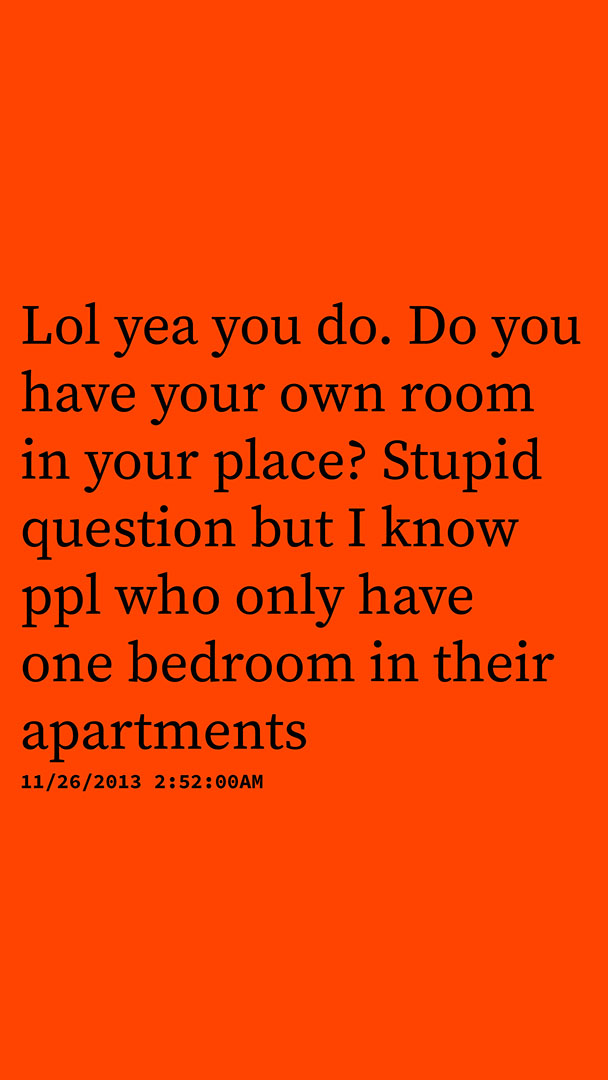 Lol yea you do. Do you
have your own room
in your place? Stupid
question but I know
ppl who only have
one bedroom in their
apartments
11/26/2013 2:52:00AM